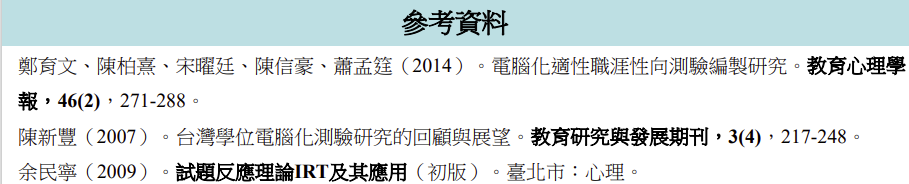 參考資料
鄭育文、陳柏熹、宋曜廷、陳信豪、蕭孟筳（2014）。電腦化適性職涯性向測驗編製研究。教育心理學
報，46(2)，271-288。
陳新豐（2007）。台灣學位電腦化測驗研究的回顧與展望。教育研究與發展期刊，3(4)，217-248。
余民寧（2009）。試題反應理論IRT及其應用（初版）。臺北市：心理。